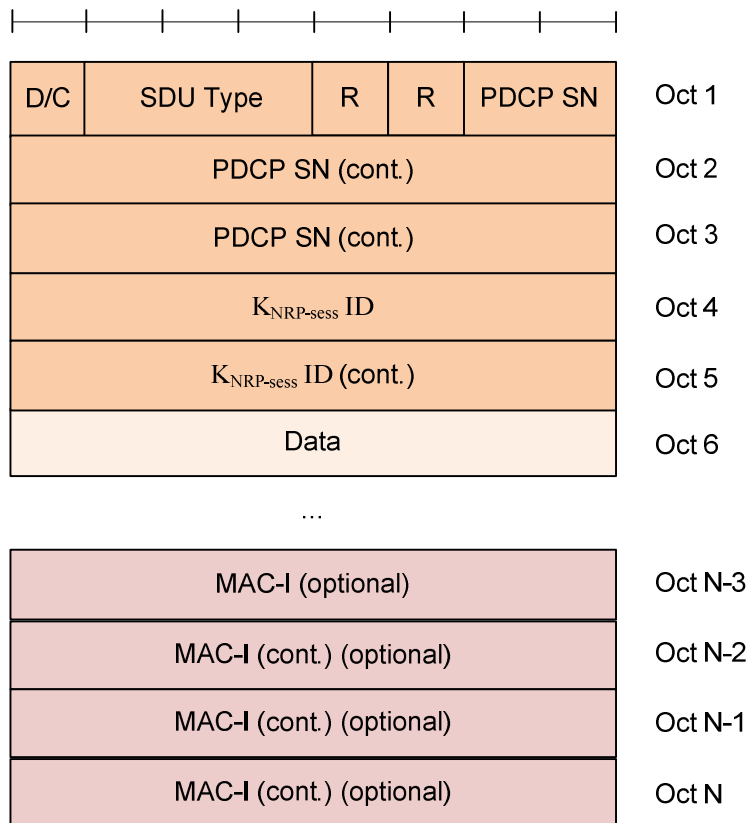 D/C SDU Type R R PDCP SN Oct 1
PDCP SN (cont.) Oct 2
PDCP SN (cont.) Oct 3
KNRP-sess ID Oct 4
KNRP-sess ID (cont.) Oct 5
Data Oct 6
...
MAC-I (optional) Oct N-3
MAC-I (cont.) (optional) Oct N-2
MAC-I (cont.) (optional) Oct N-1
MAC-I (cont.) (optional) Oct N